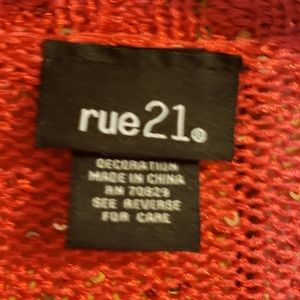 rue21®
DECORATION
MADE IN CHINA
RN 70829
SEE REVERSE
FOR CARE